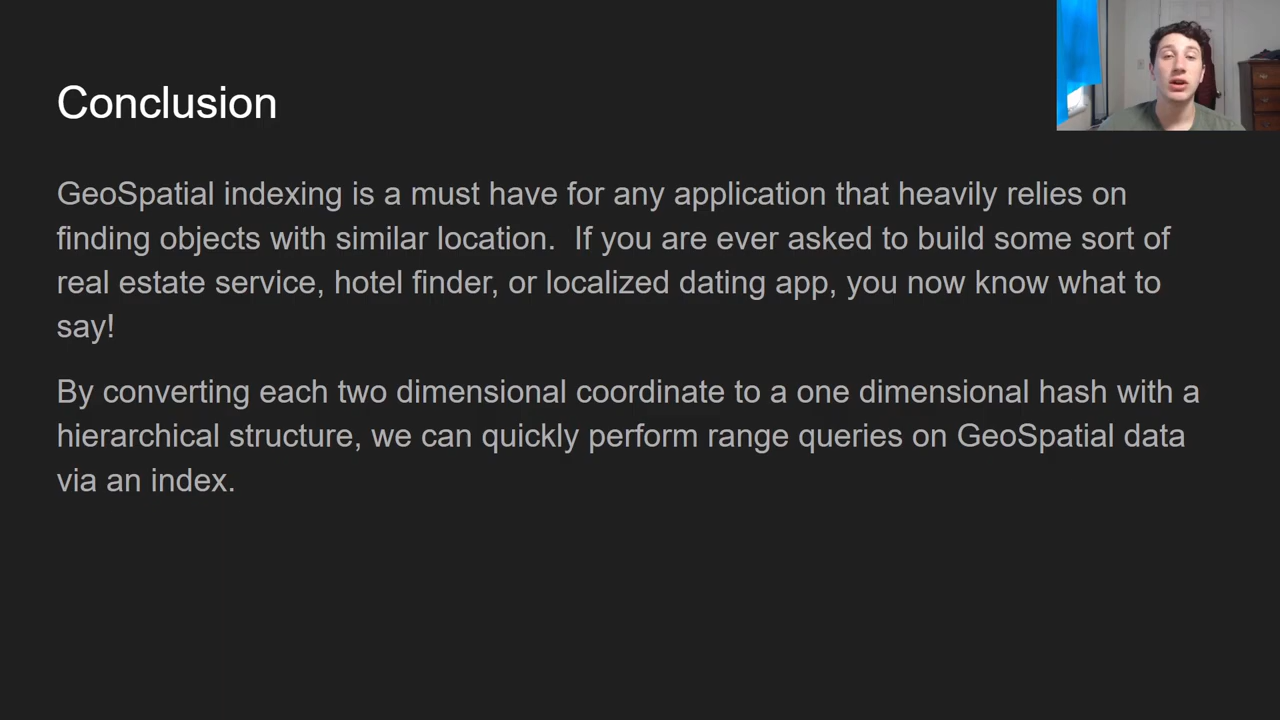 Conclusion
GeoSpatial indexing is a must have for any application that heavily relies on
finding objects with similar location.  If you are ever asked to build some sort of
real estate service, hotel finder, or localized dating app, you now know what to
say!
By converting each two dimensional coordinate to a one dimensional hash with a
hierarchical structure, we can quickly perform range queries on GeoSpatial data
via an index.